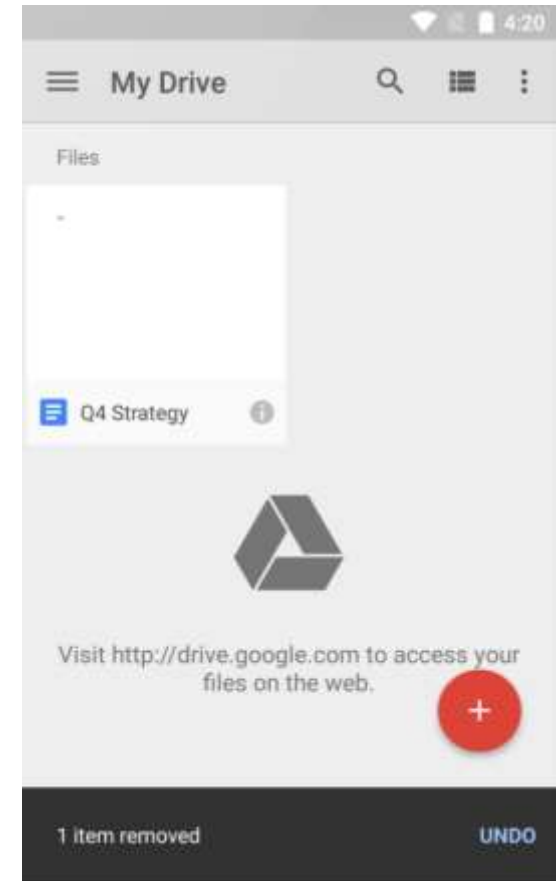 4:20
My Drive
Files
Q4 Strategy
Visit http://drive.google.com to access your
files on the web.
1 item removed
UNDO